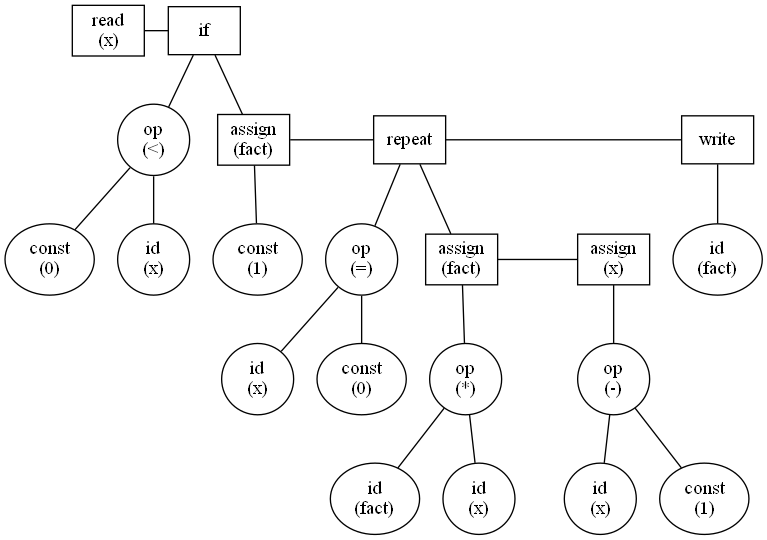 read
(x)
if
op
(<)
assign
(fact)
repeat
write
const
(0)
id
(x)
const
(1)
op
(=)
assign
(fact)
assign
(x)
id
(fact)
id
(x)
const
(0)
op
(*)
op
(-)
id
(fact)
id
(x)
id
(x)
const
(1)